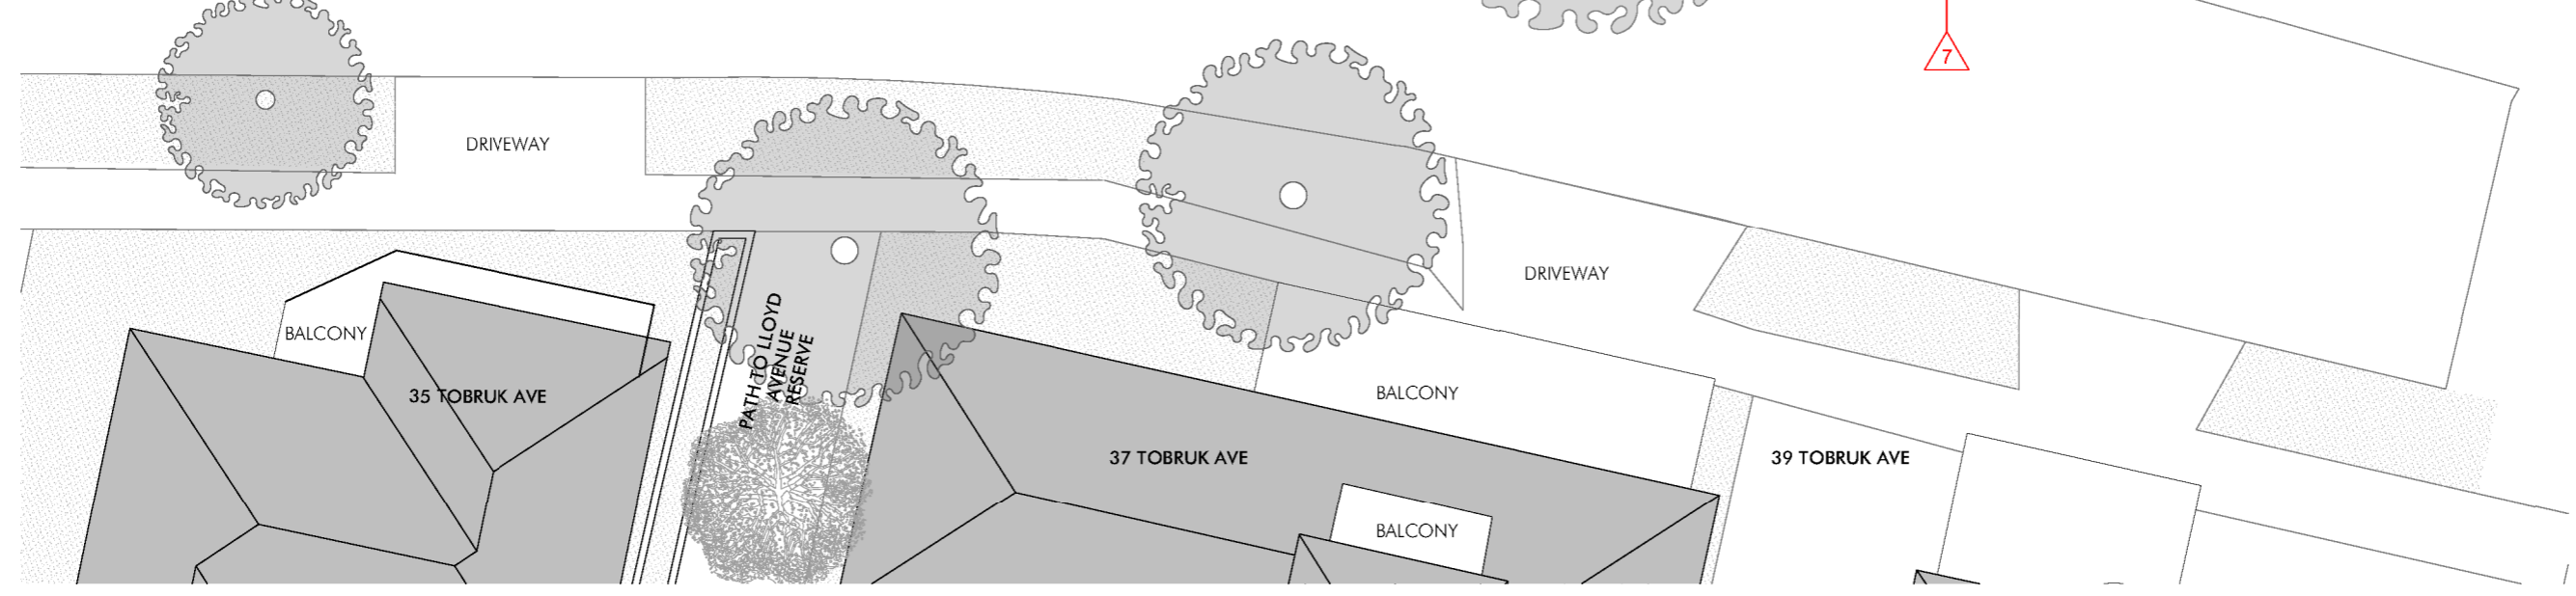 7
DRIVEWAY
DRIVEWAY
BALCONY
35 TOBRUK AVE
PATH TO LLOYD
AVENUE
RESERVE
BALCONY
37 TOBRUK AVE
39 TOBRUK AVE
BALCONY